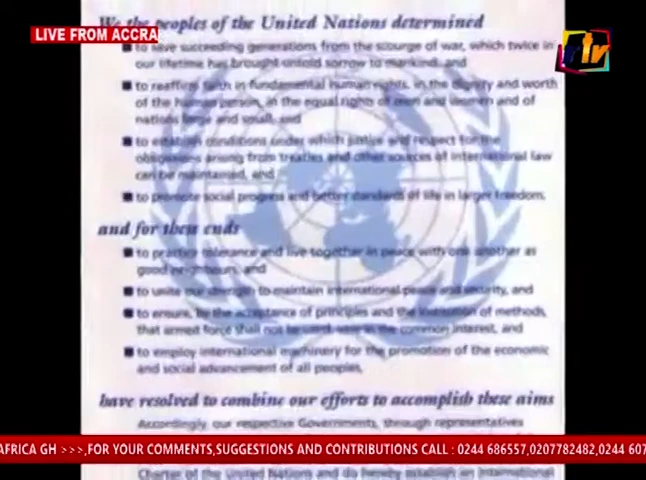 We the peoples of the United Nations determined
LIVE FROM ACCRA
rtv
to save succeeding generations from the scourge of war, which twice in
our lifetime has brought untold sorrow to mankind, and
to reaffirm faith in fundamental human rights, in the dignity and worth
of the human person, in the equal rights of men and women and of
nations large and small, and
to establish conditions under which justice and respect for the
obligations arising from treaties and other sources of international law
can be maintained, and
to promote social progress and better standards of life in larger freedom,
and for these ends
to practice tolerance and live together in peace with one another as
good neighbours, and
to unite our strength to maintain international peace and security, and
to ensure, by the acceptance of principles and the institution of methods,
that armed force shall not be used, save in the common interest, and
to employ international machinery for the promotion of the economic
and social advancement of all peoples,
have resolved to combine our efforts to accomplish these aims
Accordingly, our respective Governments, through representatives
AFRICA GH >>>,FOR YOUR COMMENTS,SUGGESTIONS AND CONTRIBUTIONS CALL : 0244 686557,0207782482,0244 607
Charter of the United Nations and do hereby establish an international